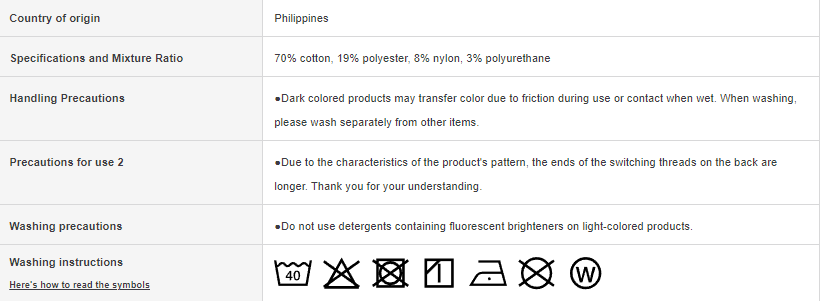 Country of origin
Philippines
Specifications and Mixture Ratio
70% cotton, 19% polyester, 8% nylon, 3% polyurethane
Handling Precautions
●Dark colored products may transfer color due to friction during use or contact when wet. When washing,
please wash separately from other items.
Precautions for use 2
●Due to the characteristics of the product's pattern, the ends of the switching threads on the back are
longer. Thank you for your understanding.
Washing precautions
●Do not use detergents containing fluorescent brighteners on light-colored products.
Washing instructions
Here's how to read the symbols
40
W